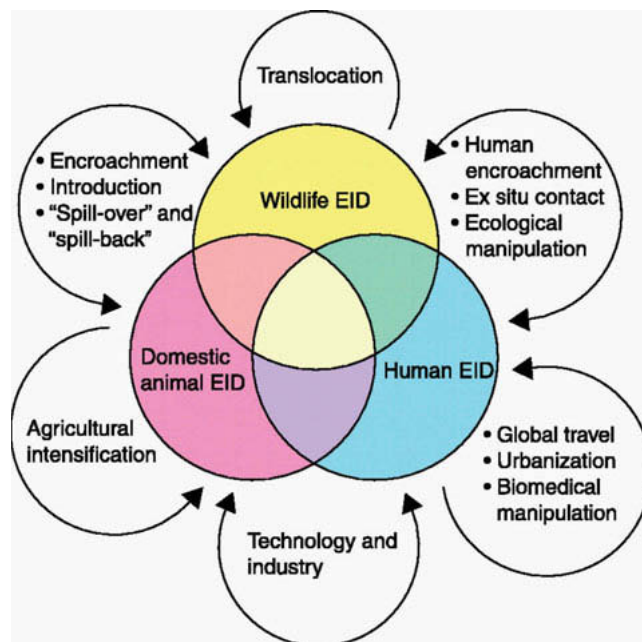 Translocation
• Encroachment
• Introduction
• “Spill-over” and
“spill-back”
• Human
encroachment
• Ex situ contact
• Ecological
manipulation
Wildlife EID
Domestic
animal EID
Human EID
Agricultural
intensification
• Global travel
• Urbanization
• Biomedical
manipulation
Technology and
industry